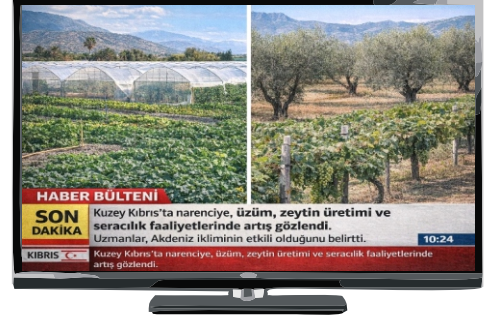 HABER BÜLTENİ
SON
DAKİKA
Kuzey Kıbrıs'ta narenciye, üzüm, zeytin üretimi ve
seracılık faaliyetlerinde artış gözlendi.
Uzmanlar, Akdeniz ikliminin etkili olduğunu belirtti.
10:24
KIBRIS
Kuzey Kıbrıs'ta narenciye, üzüm, zeytin üretimi ve seracılık faaliyetlerinde
artış gözlendi.